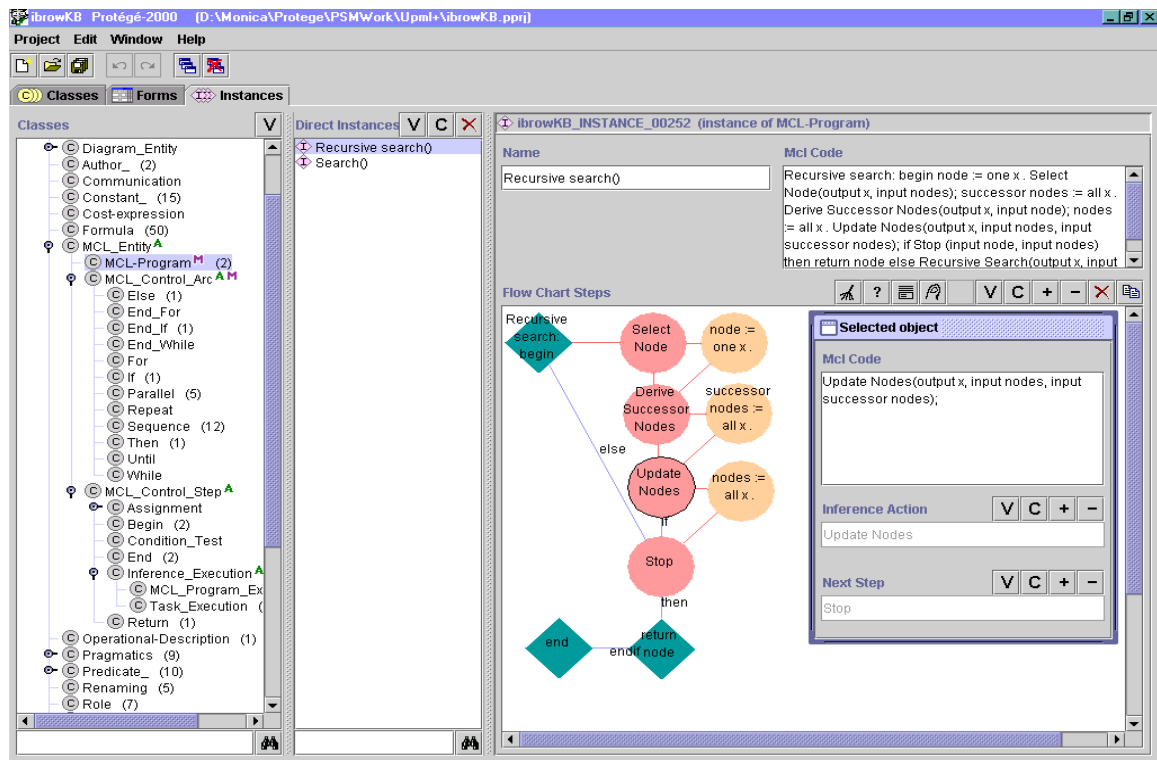 ibrowKB Protégé-2000 (D:\Monica\Protege\PSMWork\Upml+\ibrowKB.pprj)
Project Edit Window Help
Classes Forms Instances
Classes V
Diagram_Entity
Author_ (2)
Communication
Constant_ (15)
Cost-expression
Formula (50)
MCL_Entity A
MCL-Program M (2)
MCL_Control_Arc A M
Else (1)
End_For
End_If (1)
End_While
For
If (1)
Parallel (5)
Repeat
Sequence (12)
Then (1)
Until
While
MCL_Control_Step A
Assignment
Begin (2)
Condition_Test
End (2)
Inference_Execution A
MCL_Program_Ex
Task_Execution (
Return (1)
Operational-Description (1)
Pragmatics (9)
Predicate_ (10)
Renaming (5)
Role (7)
Direct Instances V C
Recursive search()
Search()
ibrowKB_INSTANCE_00252 (instance of MCL-Program)
Name
Recursive search()
Mcl Code
Recursive search: begin node := one x . Select
Node(output x, input nodes); successor nodes := all x .
Derive Successor Nodes(output x, input node); nodes
:= all x . Update Nodes(output x, input nodes, input
successor nodes); if Stop (input node, input nodes)
then return node else Recursive Search(output x, input
Flow Chart Steps ? V C + −
Recursive
search:
begin
Select
Node
node :=
one x .
Derive
Successor
Nodes
successor
nodes :=
all x .
else
Update
Nodes
nodes :=
all x .
If
Stop
then
return
node
endif
end
Selected object
Mcl Code
Update Nodes(output x, input nodes, input
successor nodes);
Inference Action V C + −
Update Nodes
Next Step V C + −
Stop